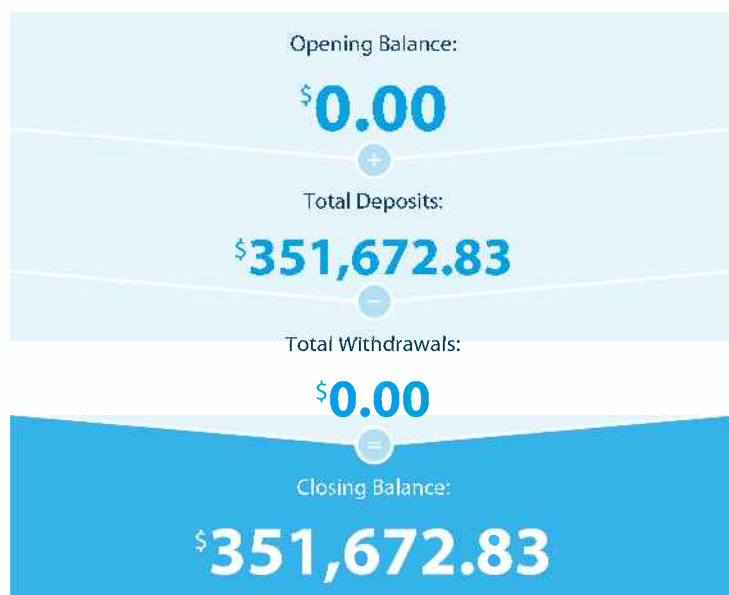 Opening Balance:
$0.00
+
Total Deposits:
$351,672.83
−
Total Withdrawals:
$0.00
=
Closing Balance:
$351,672.83